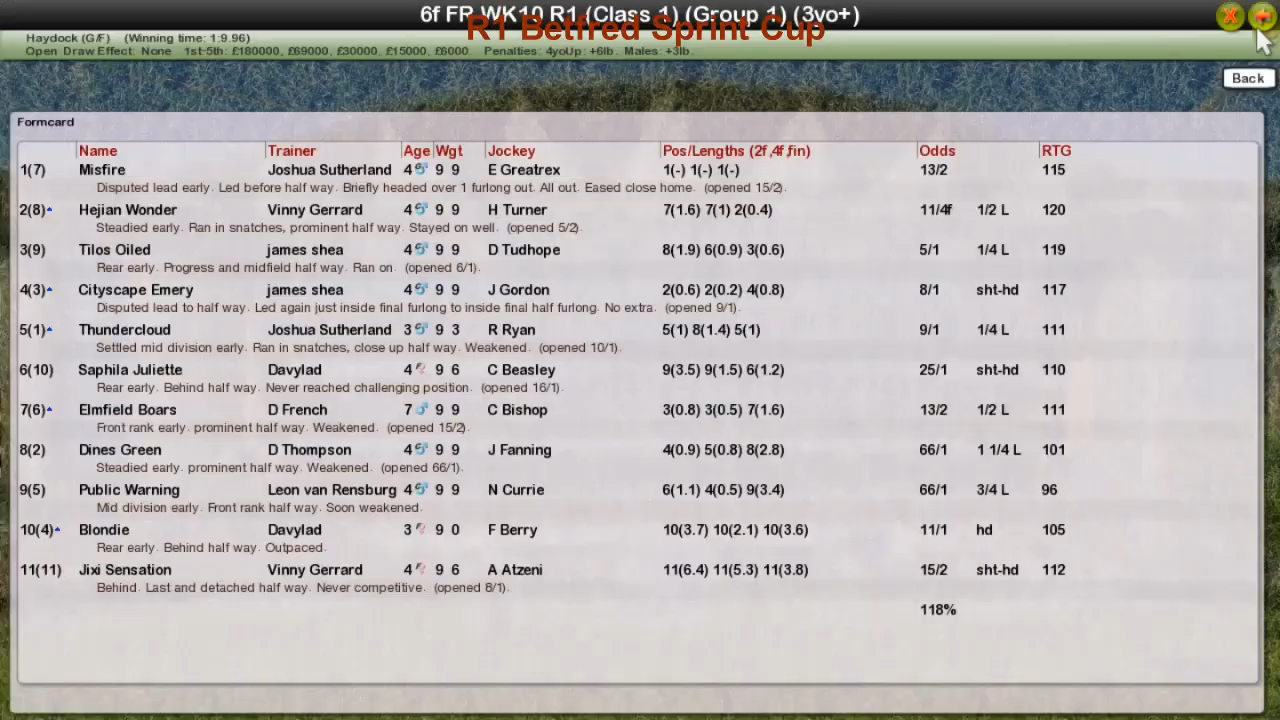 6f FR WK10 R1 (Class 1) (Group 1) (3yo+)
R1 Betfred Sprint Cup
Haydock (G/F) (Winning time: 1:9.96)
Open Draw Effect: None 1st-5th: £180000, £69000, £30000, £15000, £6000. Penalties: 4yoUp: +6lb. Males: +3lb.
Back
Formcard
Name Trainer Age Wgt Jockey Pos/Lengths (2f,4f,fin) Odds RTG
1(7) Misfire Joshua Sutherland 4 9 9 E Greatrex 1(-) 1(-) 1(-) 13/2 115
Disputed lead early. Led before half way. Briefly headed over 1 furlong out. All out. Eased close home. (opened 15/2).
2(8) Hejian Wonder Vinny Gerrard 4 9 9 H Turner 7(1.6) 7(1) 2(0.4) 11/4f 1/2 L 120
Steadied early. Ran in snatches, prominent half way. Stayed on well. (opened 5/2).
3(9) Tilos Oiled james shea 4 9 9 D Tudhope 8(1.9) 6(0.9) 3(0.6) 5/1 1/4 L 119
Rear early. Progress and midfield half way. Ran on. (opened 6/1).
4(3) Cityscape Emery james shea 4 9 9 J Gordon 2(0.6) 2(0.2) 4(0.8) 8/1 sht-hd 117
Disputed lead to half way. Led again just inside final furlong to inside final half furlong. No extra. (opened 9/1).
5(1) Thundercloud Joshua Sutherland 3 9 3 R Ryan 5(1) 8(1.4) 5(1) 9/1 1/4 L 111
Settled mid division early. Ran in snatches, close up half way. Weakened. (opened 10/1).
6(10) Saphila Juliette Davylad 4 9 6 C Beasley 9(3.5) 9(1.5) 6(1.2) 25/1 sht-hd 110
Rear early. Behind half way. Never reached challenging position. (opened 16/1).
7(6) Elmfield Boars D French 7 9 9 C Bishop 3(0.8) 3(0.5) 7(1.6) 13/2 1/2 L 111
Front rank early. prominent half way. Weakened. (opened 15/2).
8(2) Dines Green D Thompson 4 9 9 J Fanning 4(0.9) 5(0.8) 8(2.8) 66/1 1 1/4 L 101
Steadied early. prominent half way. Weakened. (opened 66/1).
9(5) Public Warning Leon van Rensburg 4 9 9 N Currie 6(1.1) 4(0.5) 9(3.4) 66/1 3/4 L 96
Mid division early. Front rank half way. Soon weakened.
10(4) Blondie Davylad 3 9 0 F Berry 10(3.7) 10(2.1) 10(3.6) 11/1 hd 105
Rear early. Behind half way. Outpaced.
11(11) Jixi Sensation Vinny Gerrard 4 9 6 A Atzeni 11(6.4) 11(5.3) 11(3.8) 15/2 sht-hd 112
Behind. Last and detached half way. Never competitive. (opened 8/1).
118%